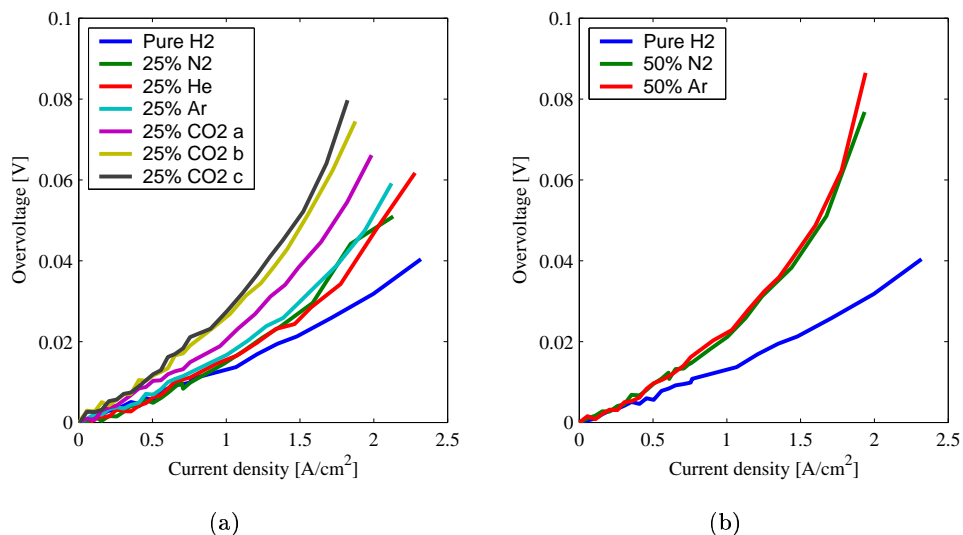 0.1
0.08
0.06
0.04
0.02
0
0 0.5 1 1.5 2 2.5
Overvoltage [V]
Current density [A/cm2]
Pure H2
25% N2
25% He
25% Ar
25% CO2 a
25% CO2 b
25% CO2 c
(a)
0.1
0.08
0.06
0.04
0.02
0
0 0.5 1 1.5 2 2.5
Overvoltage [V]
Current density [A/cm2]
Pure H2
50% N2
50% Ar
(b)